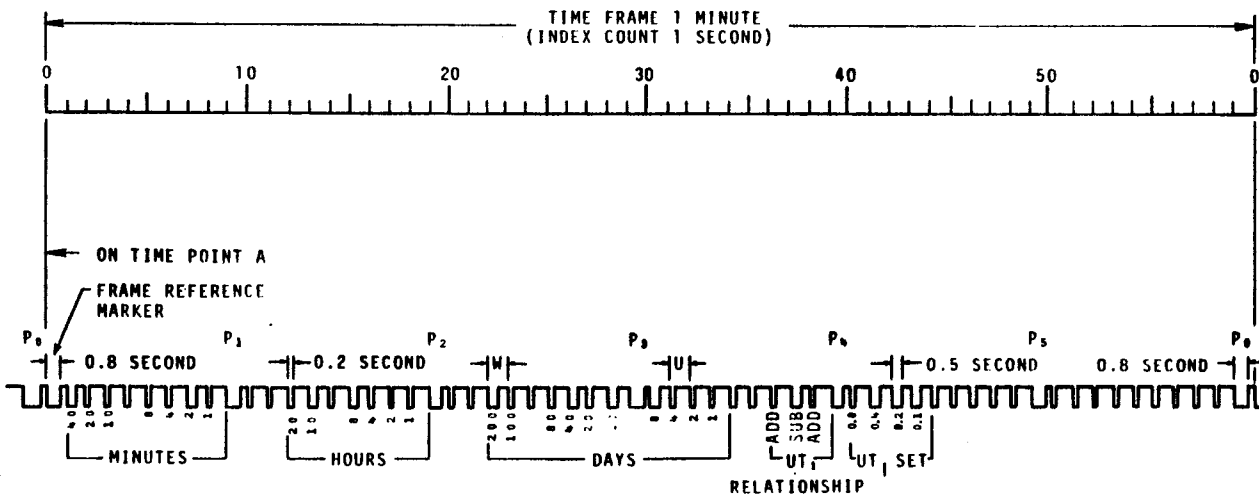 TIME FRAME 1 MINUTE
(INDEX COUNT 1 SECOND)
0 10 20 30 40 50 0
ON TIME POINT A
FRAME REFERENCE
MARKER
P₀ P₁ P₂ P₃ P₄ P₅ P₀
0.8 SECOND 0.2 SECOND W U 0.5 SECOND 0.8 SECOND
40 20 10 8 4 2 1 20 10 8 4 2 1 200 100 80 40 20 8 4 2 1 ADD SUB ADD 0.8 0.4 0.2 0.1
MINUTES HOURS DAYS UT₁ UT₁ SET
RELATIONSHIP